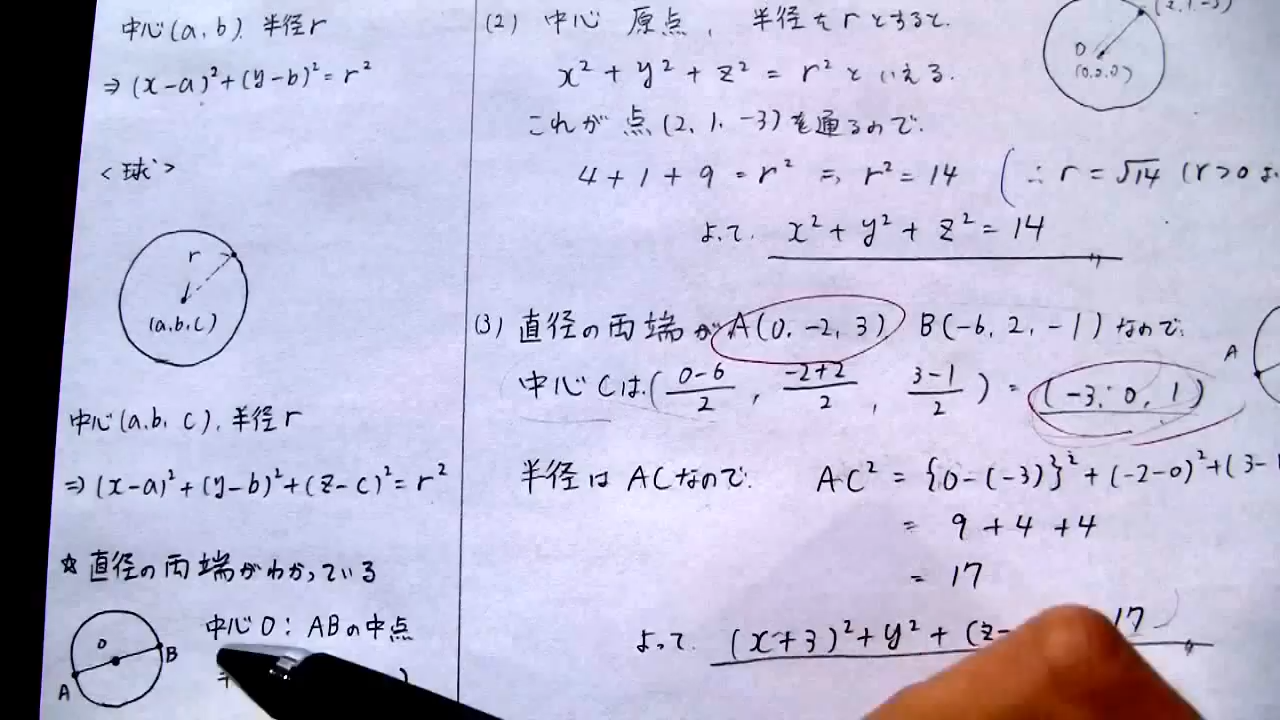 中心(a,b),半径r
⇒(x-a)²+(y-b)²=r²
<球>
r
(a,b,c)
中心(a,b,c),半径r
⇒(x-a)²+(y-b)²+(z-c)²=r²
☆直径の両端がわかっている
O
A
B
中心O:ABの中点
(2) 中心 原点, 半径をrとすると,
x²+y²+z²=r²といえる.
これが点(2,1,-3)を通るので,
4+1+9=r² ⇒ r²=14 (∴r=√14 (r>0よ
よって, x²+y²+z²=14
(2,1,-3)
O
(0,0,0)
(3) 直径の両端がA(0,-2,3) B(-6,2,-1)なので,
中心Cは(0-6/2, -2+2/2, 3-1/2)=(-3,0,1)
A
半径はACなので, AC²={0-(-3)}²+(-2-0)²+(3-
=9+4+4
=17
よって, (x+3)²+y²+(z- 17